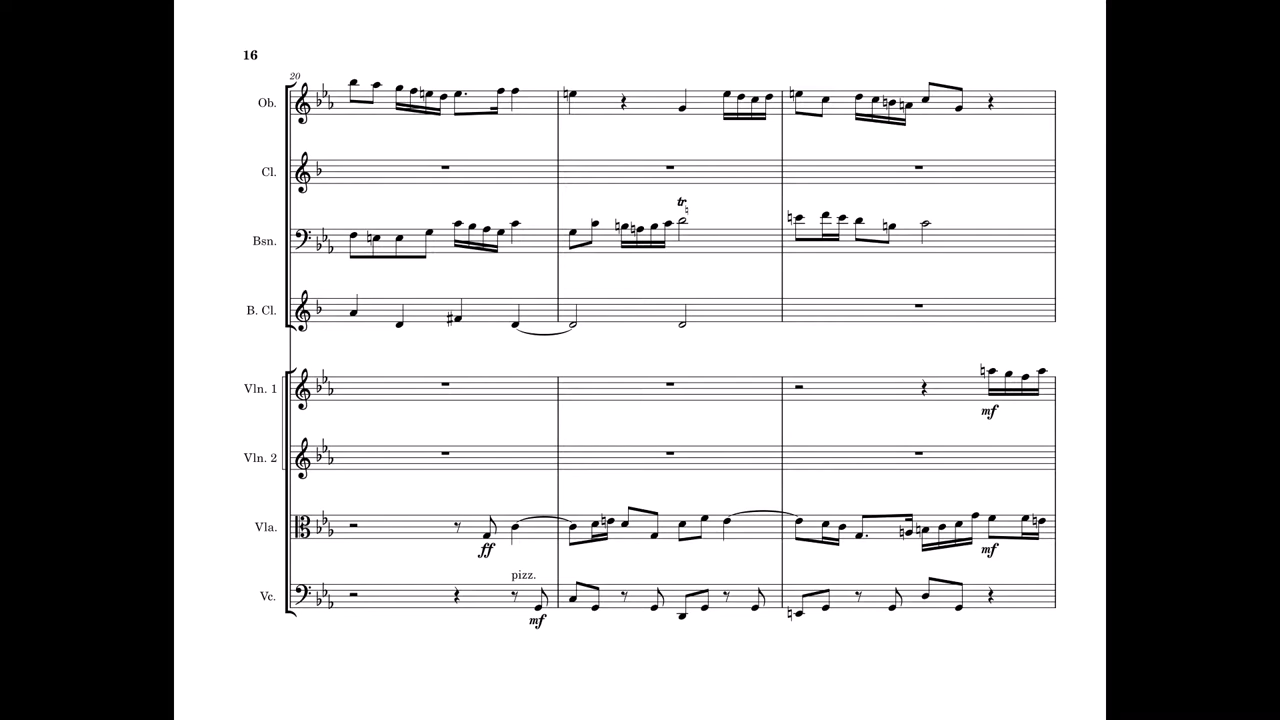 16
20
Ob.
Cl.
tr
Bsn.
B. Cl.
Vln. 1
mf
Vln. 2
Vla.
ff
mf
pizz.
Vc.
mf